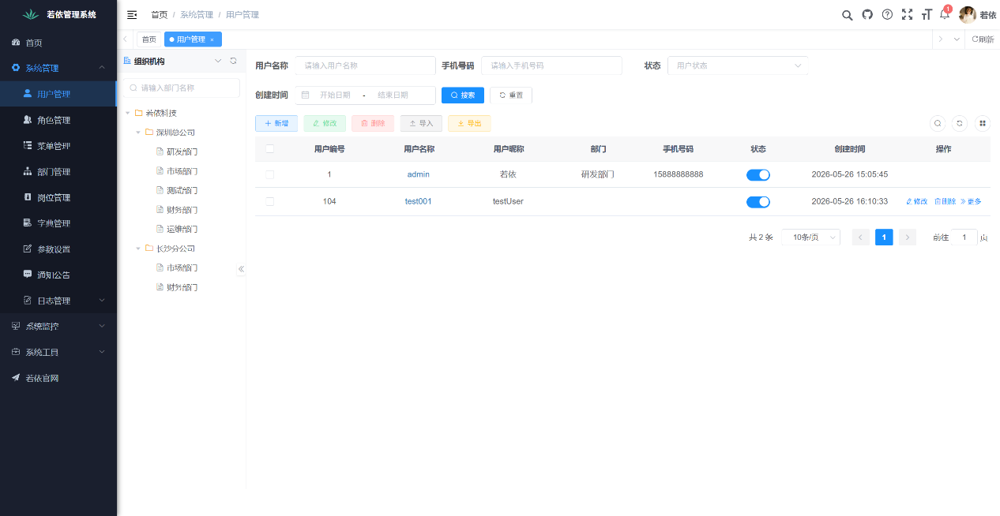 若依管理系统
首页 / 系统管理 / 用户管理
1
若依
首页
用户管理 ×
刷新
首页
系统管理
用户管理
角色管理
菜单管理
部门管理
岗位管理
字典管理
参数设置
通知公告
日志管理
系统监控
系统工具
若依官网
组织机构
请输入部门名称
若依科技
深圳总公司
研发部门
市场部门
测试部门
财务部门
运维部门
长沙分公司
市场部门
财务部门
用户名称 请输入用户名称 手机号码 请输入手机号码 状态 用户状态
创建时间 开始日期 - 结束日期 搜索 重置
新增 修改 删除 导入 导出
用户编号 用户名称 用户昵称 部门 手机号码 状态 创建时间 操作
1 admin 若依 研发部门 15888888888 2026-05-26 15:05:45
104 test001 testUser 2026-05-26 16:10:33 修改 删除 更多
共 2 条 10条/页 1 前往 1 页